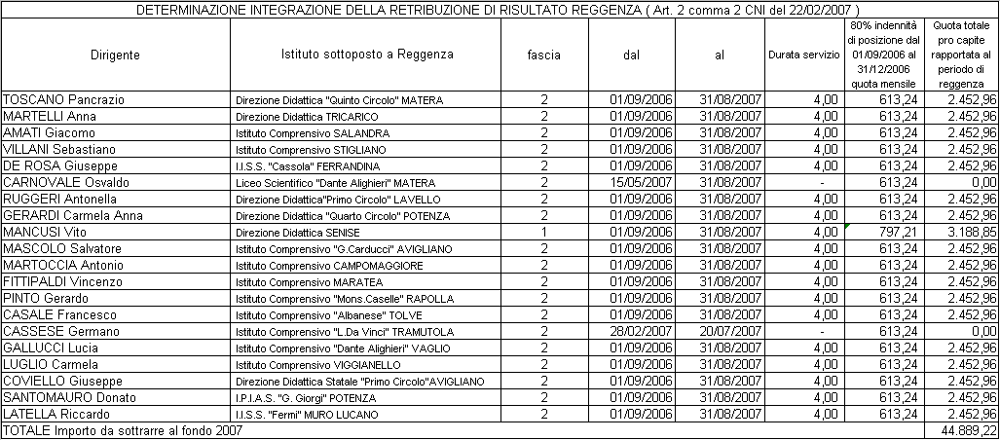 DETERMINAZIONE INTEGRAZIONE DELLA RETRIBUZIONE DI RISULTATO REGGENZA ( Art. 2 comma 2 CNI del 22/02/2007 )
Dirigente Istituto sottoposto a Reggenza fascia dal al Durata servizio 80% indennità di posizione dal 01/09/2006 al 31/12/2006 quota mensile Quota totale pro capite rapportata al periodo di reggenza
TOSCANO Pancrazio Direzione Didattica "Quinto Circolo" MATERA 2 01/09/2006 31/08/2007 4,00 613,24 2.452,96
MARTELLI Anna Direzione Didattica TRICARICO 2 01/09/2006 31/08/2007 4,00 613,24 2.452,96
AMATI Giacomo Istituto Comprensivo SALANDRA 2 01/09/2006 31/08/2007 4,00 613,24 2.452,96
VILLANI Sebastiano Istituto Comprensivo STIGLIANO 2 01/09/2006 31/08/2007 4,00 613,24 2.452,96
DE ROSA Giuseppe I.I.S.S. "Cassola" FERRANDINA 2 01/09/2006 31/08/2007 4,00 613,24 2.452,96
CARNOVALE Osvaldo Liceo Scientifico "Dante Alighieri" MATERA 2 15/05/2007 31/08/2007 - 613,24 0,00
RUGGERI Antonella Direzione Didattica"Primo Circolo" LAVELLO 2 01/09/2006 31/08/2007 4,00 613,24 2.452,96
GERARDI Carmela Anna Direzione Didattica "Quarto Circolo" POTENZA 2 01/09/2006 31/08/2007 4,00 613,24 2.452,96
MANCUSI Vito Direzione Didattica SENISE 1 01/09/2006 31/08/2007 4,00 797,21 3.188,85
MASCOLO Salvatore Istituto Comprensivo "G.Carducci" AVIGLIANO 2 01/09/2006 31/08/2007 4,00 613,24 2.452,96
MARTOCCIA Antonio Istituto Comprensivo CAMPOMAGGIORE 2 01/09/2006 31/08/2007 4,00 613,24 2.452,96
FITTIPALDI Vincenzo Istituto Comprensivo MARATEA 2 01/09/2006 31/08/2007 4,00 613,24 2.452,96
PINTO Gerardo Istituto Comprensivo "Mons.Caselle" RAPOLLA 2 01/09/2006 31/08/2007 4,00 613,24 2.452,96
CASALE Francesco Istituto Comprensivo "Albanese" TOLVE 2 01/09/2006 31/08/2007 4,00 613,24 2.452,96
CASSESE Germano Istituto Comprensivo "L.Da Vinci" TRAMUTOLA 2 28/02/2007 20/07/2007 - 613,24 0,00
GALLUCCI Lucia Istituto Comprensivo "Dante Alighieri" VAGLIO 2 01/09/2006 31/08/2007 4,00 613,24 2.452,96
LUGLIO Carmela Istituto Comprensivo VIGGIANELLO 2 01/09/2006 31/08/2007 4,00 613,24 2.452,96
COVIELLO Giuseppe Direzione Didattica Statale "Primo Circolo"AVIGLIANO 2 01/09/2006 31/08/2007 4,00 613,24 2.452,96
SANTOMAURO Donato I.P.I.A.S. "G. Giorgi" POTENZA 2 01/09/2006 31/08/2007 4,00 613,24 2.452,96
LATELLA Riccardo I.I.S.S. "Fermi" MURO LUCANO 2 01/09/2006 31/08/2007 4,00 613,24 2.452,96
TOTALE Importo da sottrarre al fondo 2007 44.889,22